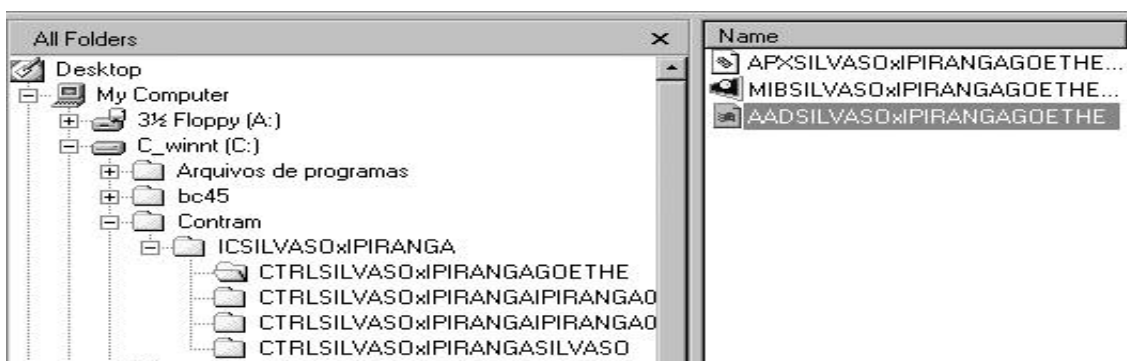 All Folders
Desktop
My Computer
3½ Floppy (A:)
C_winnt (C:)
Arquivos de programas
bc45
Contram
ICSILVASOxIPIRANGA
CTRLSILVASOxIPIRANGAGOETHE
CTRLSILVASOxIPIRANGAIPIRANGA0
CTRLSILVASOxIPIRANGAIPIRANGA0
CTRLSILVASOxIPIRANGASILVASO
Name
APXSILVASOxIPIRANGAGOETHE...
MIBSILVASOxIPIRANGAGOETHE...
AADSILVASOxIPIRANGAGOETHE